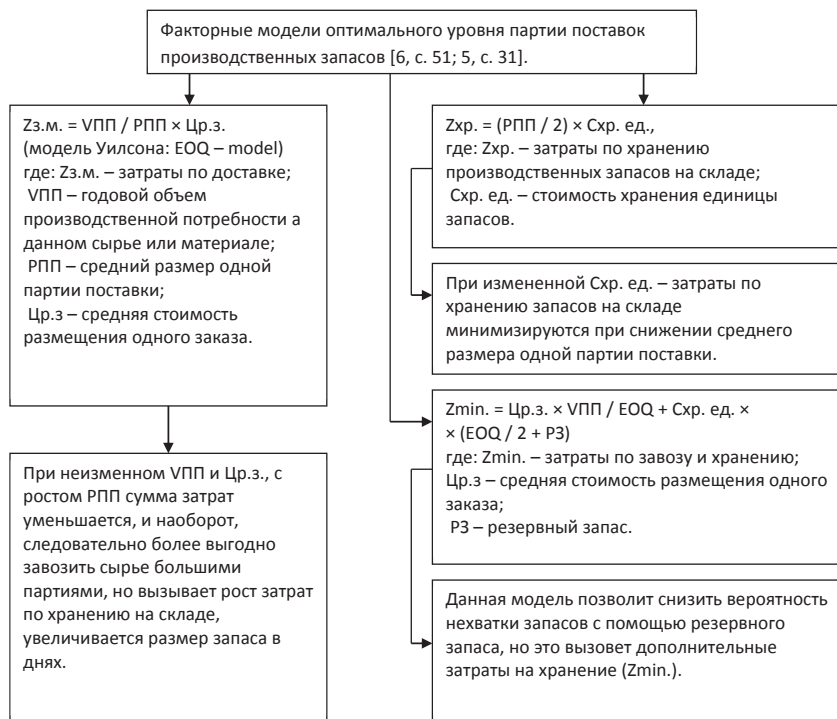 Факторные модели оптимального уровня партии поставок
производственных запасов [6, с. 51; 5, с. 31].
Zз.м. = VПП / РПП × Цр.з.
(модель Уилсона: EOQ – model)
где: Zз.м. – затраты по доставке;
VПП – годовой объем
производственной потребности а
данном сырье или материале;
РПП – средний размер одной
партии поставки;
Цр.з – средняя стоимость
размещения одного заказа.
При неизменном VПП и Цр.з., с
ростом РПП сумма затрат
уменьшается, и наоборот,
следовательно более выгодно
завозить сырье большими
партиями, но вызывает рост затрат
по хранению на складе,
увеличивается размер запаса в
днях.
Zхр. = (РПП / 2) × Схр. ед.,
где: Zхр. – затраты по хранению
производственных запасов на складе;
Схр. ед. – стоимость хранения единицы
запасов.
При измененной Схр. ед. – затраты по
хранению запасов на складе
минимизируются при снижении среднего
размера одной партии поставки.
Zmin. = Цр.з. × VПП / EOQ + Схр. ед. ×
× (EOQ / 2 + РЗ)
где: Zmin. – затраты по завозу и хранению;
Цр.з – средняя стоимость размещения одного
заказа;
РЗ – резервный запас.
Данная модель позволит снизить вероятность
нехватки запасов с помощью резервного
запаса, но это вызовет дополнительные
затраты на хранение (Zmin.).